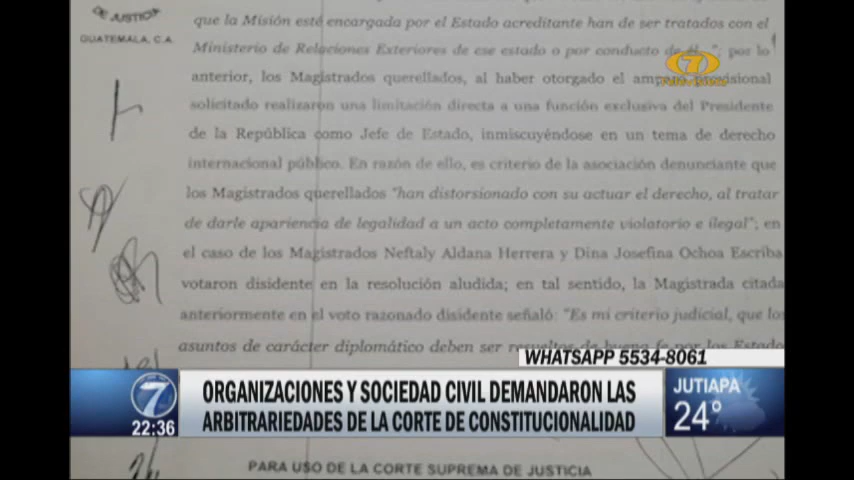 DE JUSTICIA
GUATEMALA, C.A.
que la Misión esté encargada por el Estado acreditante han de ser tratados con el
Ministerio de Relaciones Exteriores de ese estado o por conducto de
por lo
anterior, los Magistrados querellados, al haber otorgado el amparo provisional
solicitado realizaron una limitación directa a una función exclusiva del Presidente
de la República como Jefe de Estado, inmiscuyéndose en un tema de derecho
internacional público. En razón de ello, es criterio de la asociación denunciante que
los Magistrados querellados "han distorsionado con su actuar el derecho, al tratar
de darle apariencia de legalidad a un acto completamente violatorio e ilegal"; en
el caso de los Magistrados Neftaly Aldana Herrera y Dina Josefina Ochoa Escriba
votaron disidente en la resolución aludida; en tal sentido, la Magistrada citada
anteriormente en el voto razonado disidente señaló: "Es mi criterio judicial, que los
asuntos de carácter diplomático deben ser resueltos de buena fe por los Estado
WHATSAPP 5534-8061
7
22:36
ORGANIZACIONES Y SOCIEDAD CIVIL DEMANDARON LAS
ARBITRARIEDADES DE LA CORTE DE CONSTITUCIONALIDAD
JUTIAPA
24°
PARA USO DE LA CORTE SUPREMA DE JUSTICIA